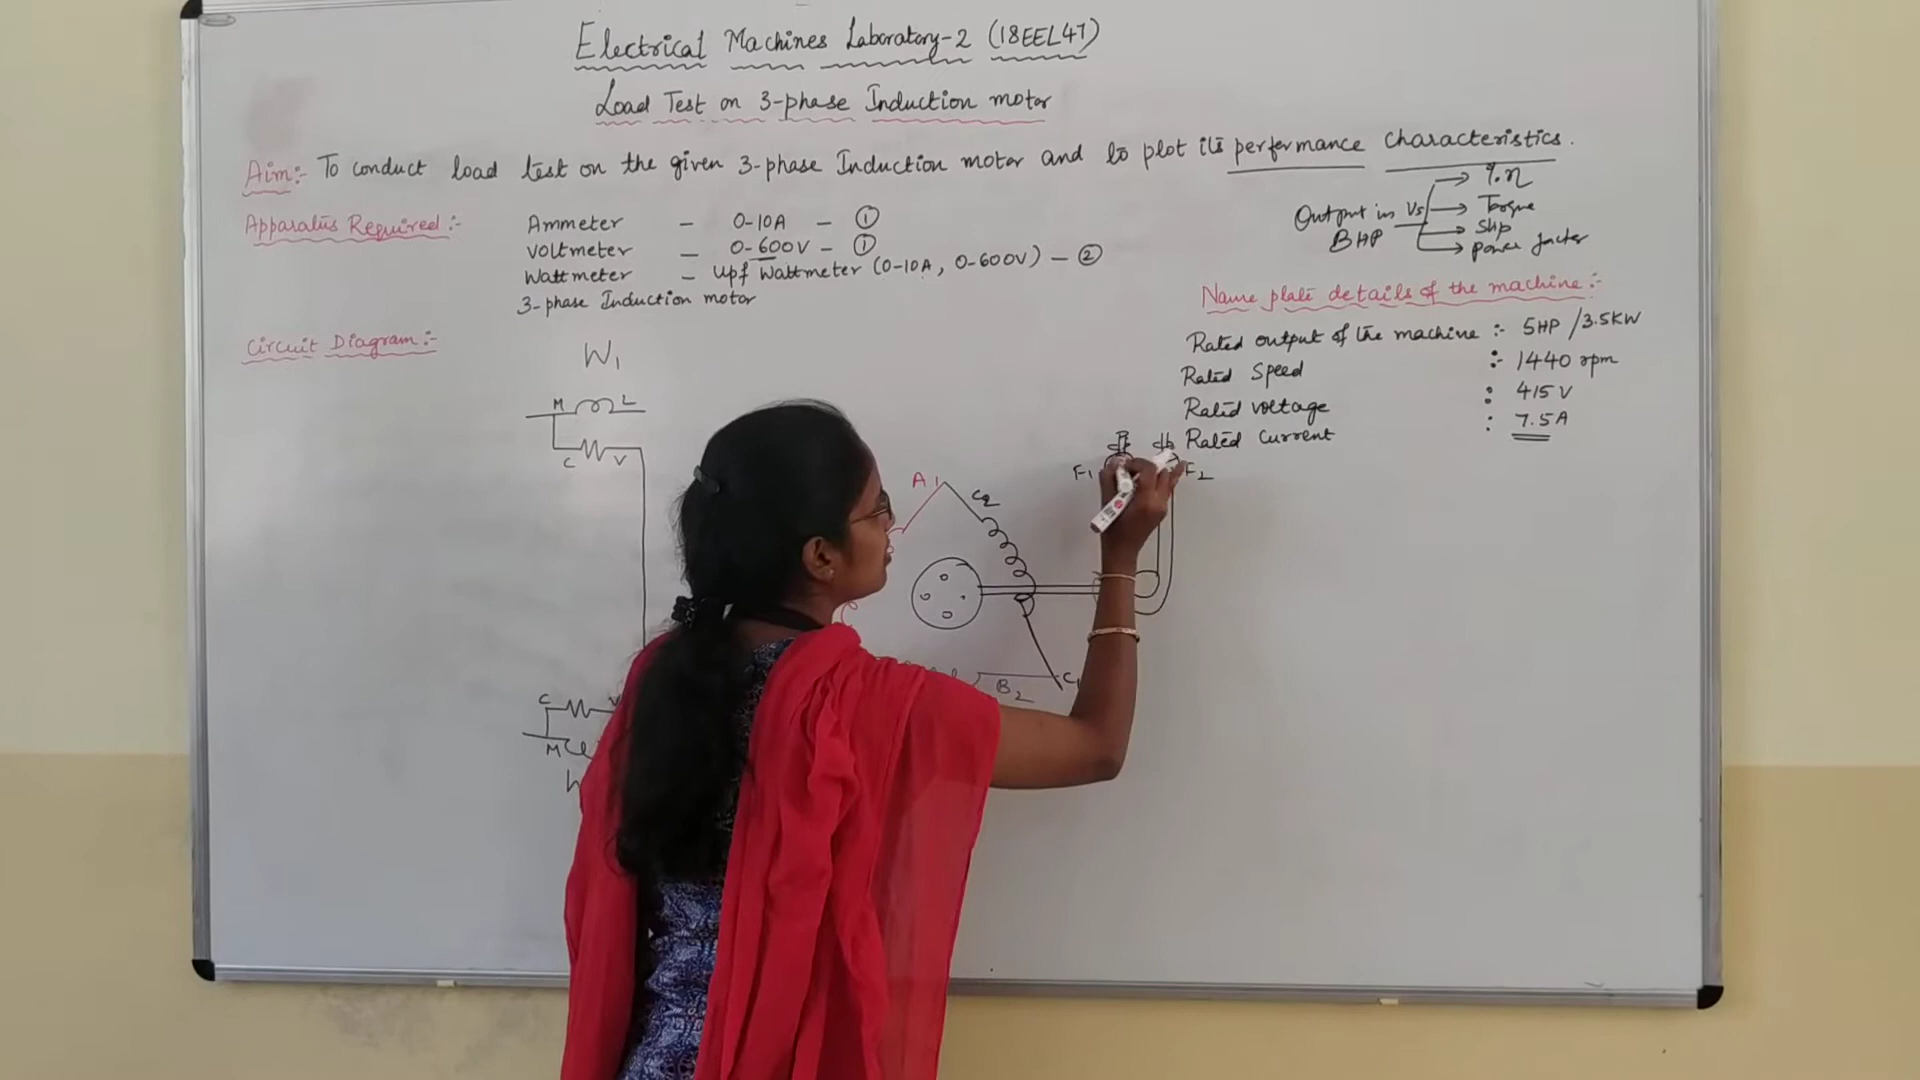 Electrical Machines Laboratory-2 (18EEL47)
Load Test on 3-phase Induction motor
Aim:- To conduct load test on the given 3-phase Induction motor and to plot its performance characteristics.
Output in BHP Vs
→ %η
→ Torque
→ Slip
→ power factor
Apparatus Required:-
Ammeter - 0-10A - ①
Voltmeter - 0-600V - ①
Wattmeter - upf Wattmeter (0-10A, 0-600V) - ②
3-phase Induction motor
Name plate details of the machine:-
Rated output of the machine :- 5HP/3.5KW
Rated Speed :- 1440 rpm
Rated voltage : 415 V
Rated Current : 7.5A
Circuit Diagram:-
W1
M L
C V
A1 C2
F1 F2
B2 C1
C V
M